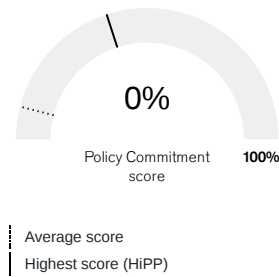 0%
Policy Commitment 100%
score
Average score
Highest score (HiPP)